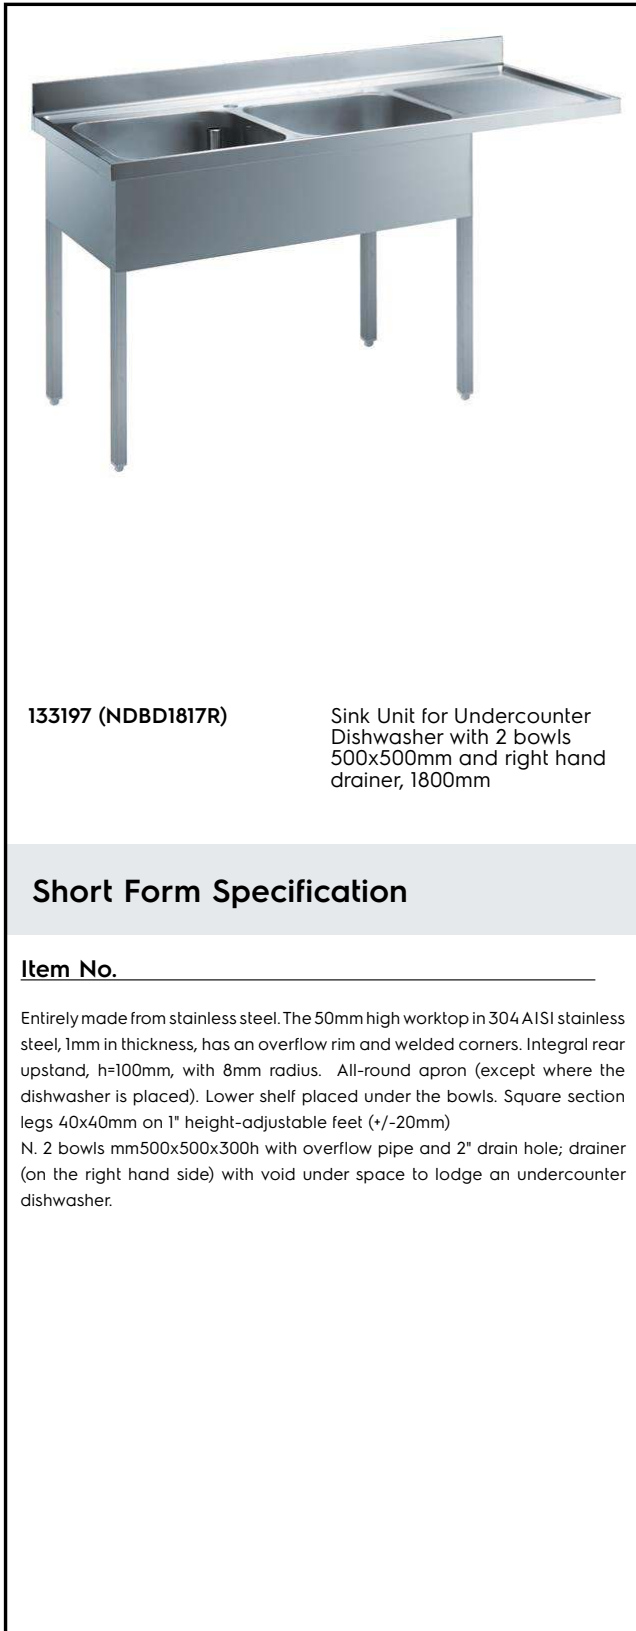 133197 (NDBD1817R)
Sink Unit for Undercounter
Dishwasher with 2 bowls
500x500mm and right hand
drainer, 1800mm
Short Form Specification
Item No.
Entirely made from stainless steel. The 50mm high worktop in 304 AISI stainless
steel, 1mm in thickness, has an overflow rim and welded corners. Integral rear
upstand, h=100mm, with 8mm radius. All-round apron (except where the
dishwasher is placed). Lower shelf placed under the bowls. Square section
legs 40x40mm on 1" height-adjustable feet (+/-20mm)
N. 2 bowls mm500x500x300h with overflow pipe and 2" drain hole; drainer
(on the right hand side) with void under space to lodge an undercounter
dishwasher.